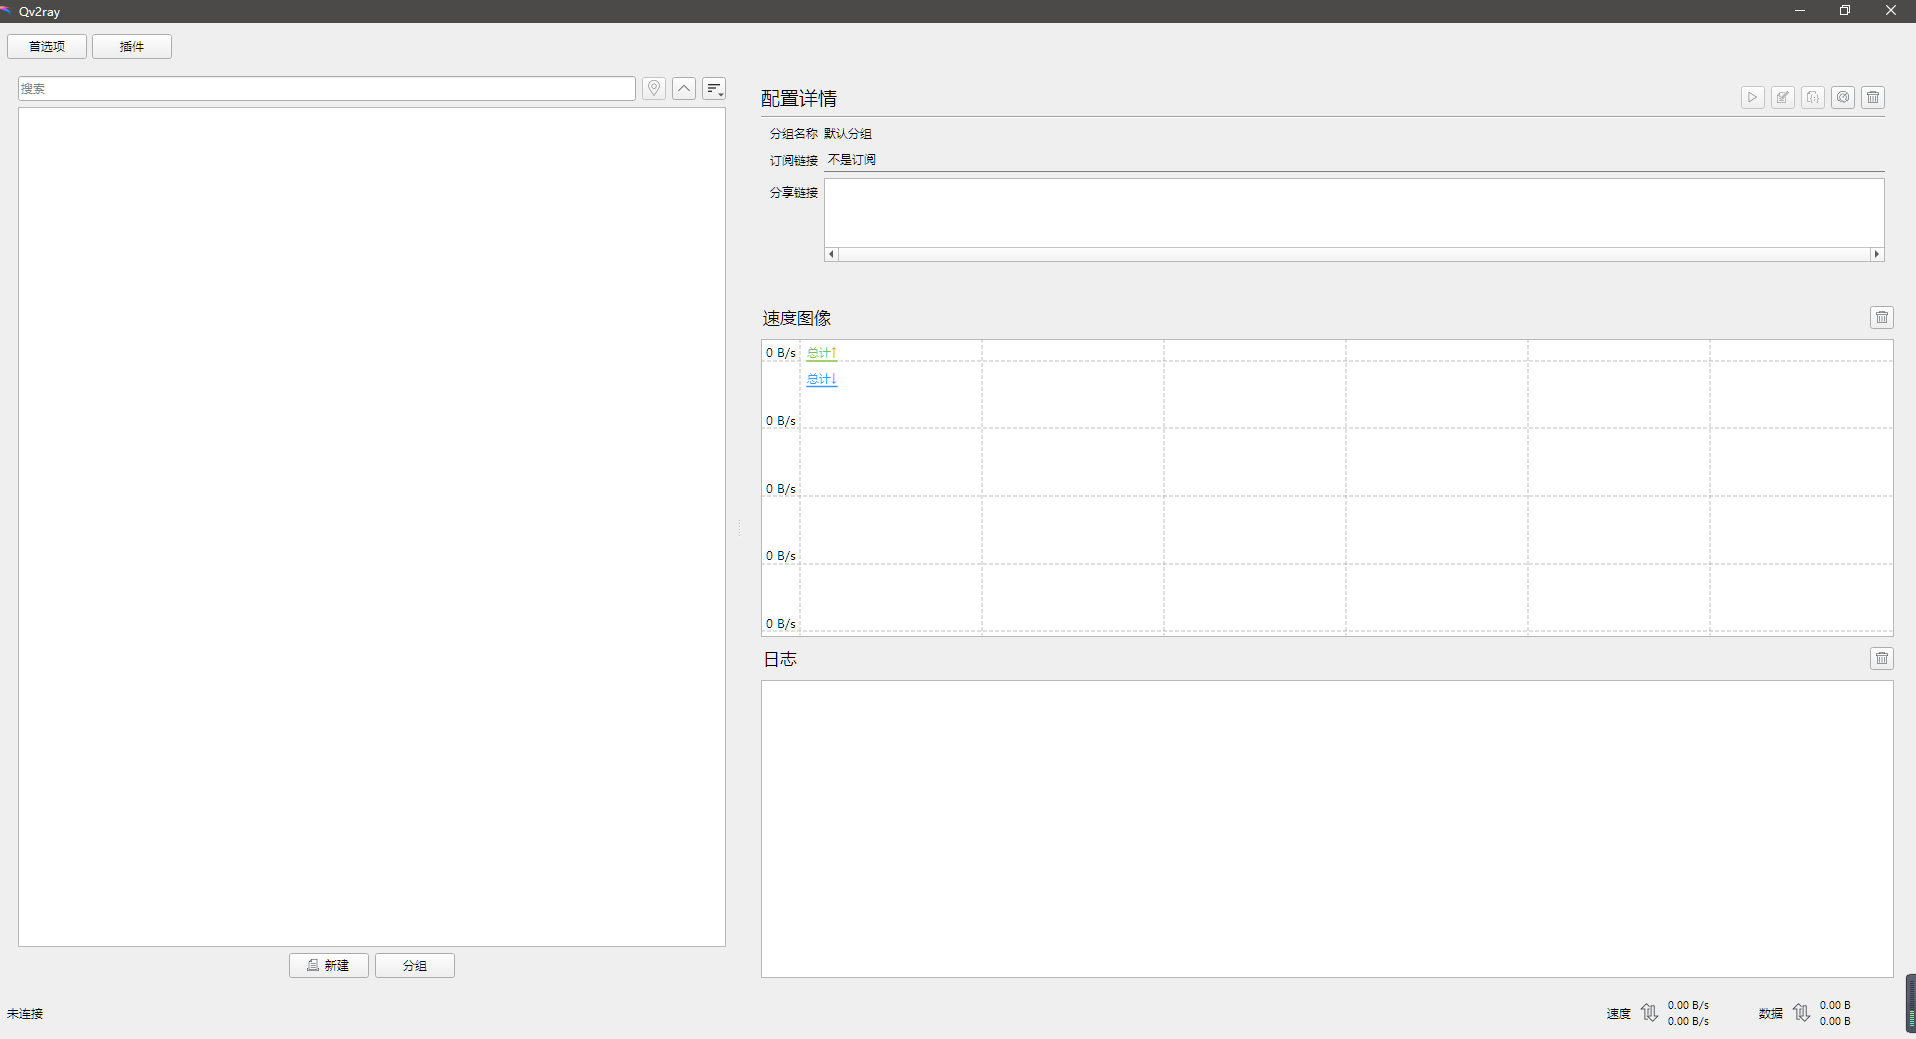 Qv2ray
首选项 插件
搜索
配置详情
分组名称 默认分组
订阅链接 不是订阅
分享链接
速度图像
0 B/s 总计↑
总计↓
0 B/s
0 B/s
0 B/s
0 B/s
日志
新建 分组
未连接
速度 0.00 B/s
0.00 B/s
数据 0.00 B
0.00 B